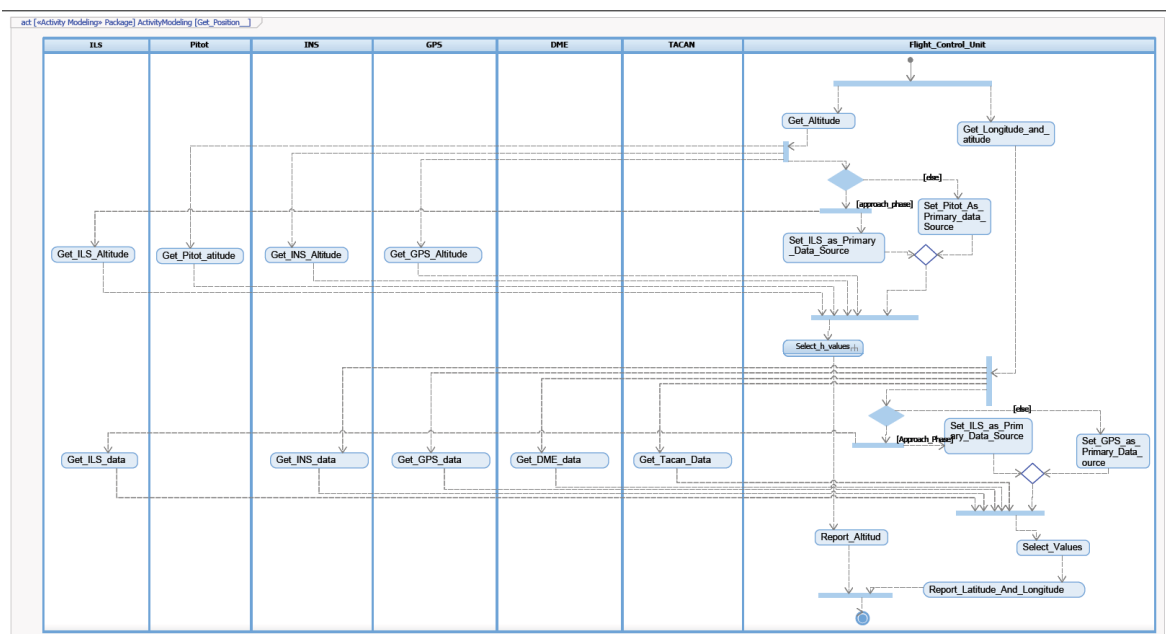 act [«Activity Modeling» Package] ActivityModeling [Get_Position__]
ILS
Pitot
INS
GPS
DME
TACAN
Flight_Control_Unit
Get_Altitude
Get_Longitude_and_
atitude
[else]
[approach_phase]
Set_Pitot_As_
Primary_data_
Source
Set_ILS_as_Primary
_Data_Source
Get_ILS_Altitude
Get_Pitot_atitude
Get_INS_Altitude
Get_GPS_Altitude
Select_h_values
[else]
[Approach_Phase]
Set_ILS_as_Prim
ary_Data_Source
Set_GPS_as_
Primary_Data_
ource
Get_ILS_data
Get_INS_data
Get_GPS_data
Get_DME_data
Get_Tacan_Data
Report_Altitud
Select_Values
Report_Latitude_And_Longitude